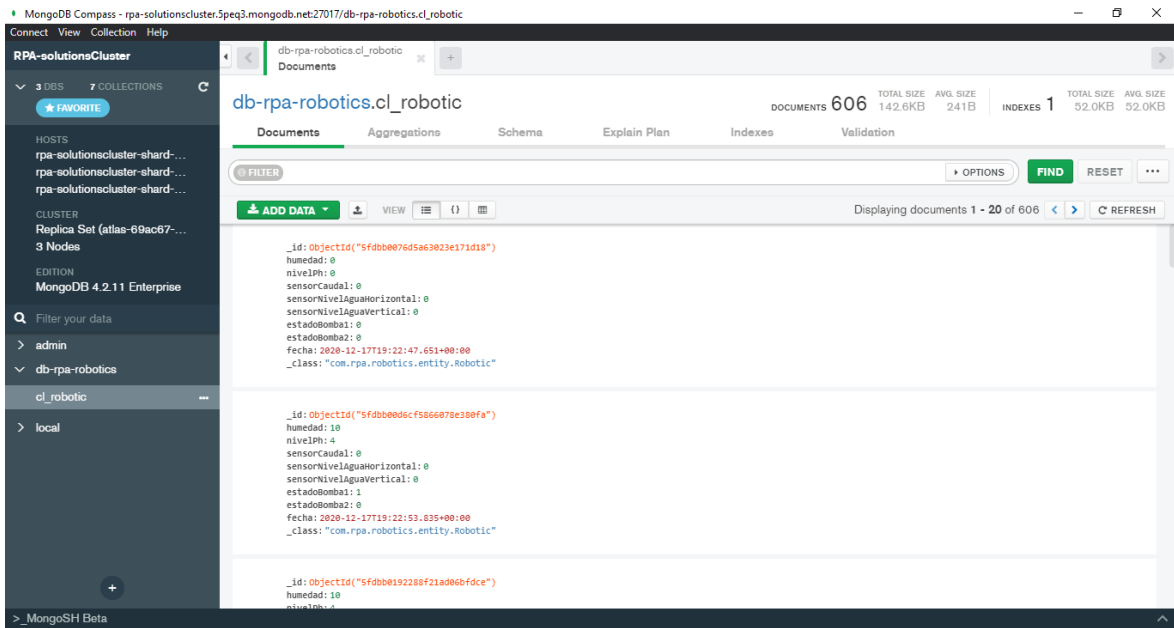 MongoDB Compass - rpa-solutionscluster.5peq3.mongodb.net:27017/db-rpa-robotics.cl_robotic
Connect View Collection Help
RPA-solutionsCluster
3 DBS 7 COLLECTIONS
★ FAVORITE
HOSTS
rpa-solutionscluster-shard-...
rpa-solutionscluster-shard-...
rpa-solutionscluster-shard-...
CLUSTER
Replica Set (atlas-69ac67-...
3 Nodes
EDITION
MongoDB 4.2.11 Enterprise
Filter your data
admin
db-rpa-robotics
cl_robotic
local
>_MongoSH Beta
db-rpa-robotics.cl_robotic
Documents
db-rpa-robotics.cl_robotic
DOCUMENTS 606 TOTAL SIZE 142.6KB AVG. SIZE 241B INDEXES 1 TOTAL SIZE 52.0KB AVG. SIZE 52.0KB
Documents Aggregations Schema Explain Plan Indexes Validation
FILTER OPTIONS FIND RESET ...
ADD DATA VIEW {} Displaying documents 1 - 20 of 606 < > REFRESH
_id: ObjectId("5fdbb0076d5a63023e171d18")
humedad: 0
nivelPh: 0
sensorCaudal: 0
sensorNivelAguaHorizontal: 0
sensorNivelAguaVertical: 0
estadoBomba1: 0
estadoBomba2: 0
fecha: 2020-12-17T19:22:47.651+00:00
_class: "com.rpa.robotics.entity.Robotic"
_id: ObjectId("5fdbb00d6cf5866078e380fa")
humedad: 10
nivelPh: 4
sensorCaudal: 0
sensorNivelAguaHorizontal: 0
sensorNivelAguaVertical: 0
estadoBomba1: 1
estadoBomba2: 0
fecha: 2020-12-17T19:22:53.835+00:00
_class: "com.rpa.robotics.entity.Robotic"
_id: ObjectId("5fdbb0192288f21ad06bfdce")
humedad: 10
nivelPh: 4